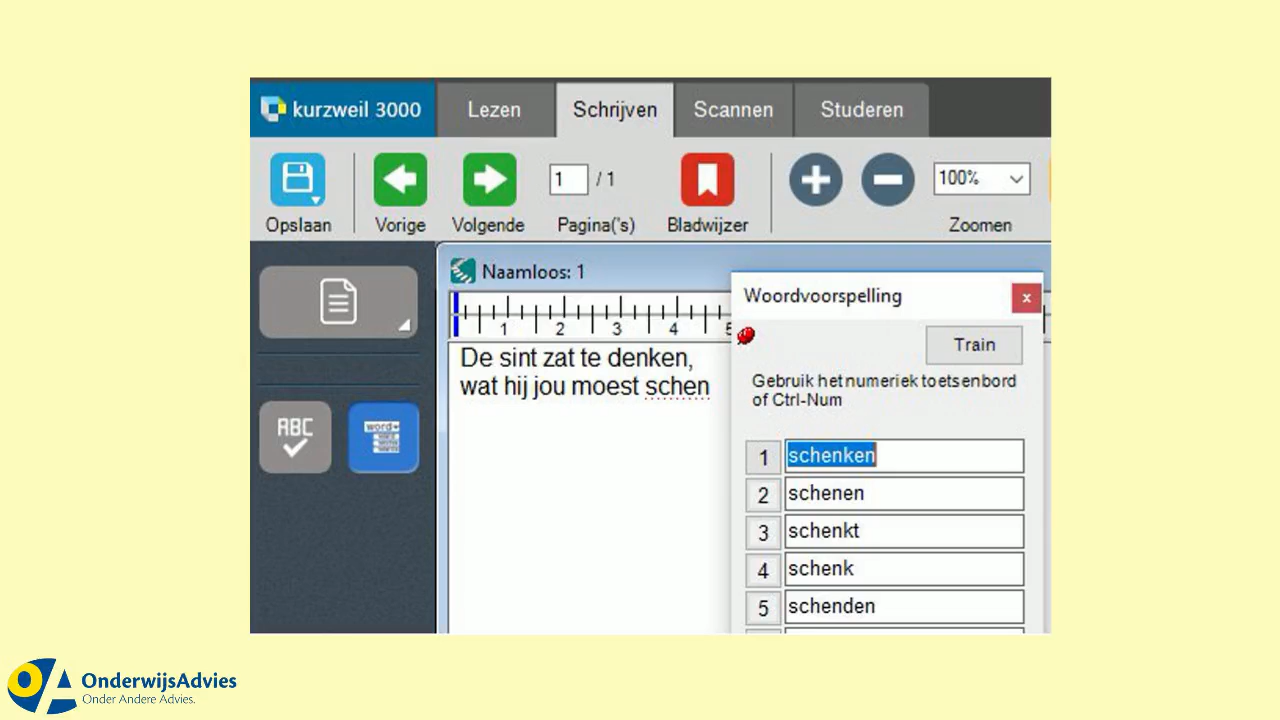 kurzweil 3000
Lezen
Schrijven
Scannen
Studeren
1 / 1
100%
Opslaan
Vorige
Volgende
Pagina('s)
Bladwijzer
Zoomen
Naamloos: 1
1 2 3 4 5
De sint zat te denken,
wat hij jou moest schen
Woordvoorspelling
x
Train
Gebruik het numeriek toetsenbord
of Ctrl-Num
1 schenken
2 schenen
3 schenkt
4 schenk
5 schenden
ABC
word
OnderwijsAdvies
Onder Andere Advies.